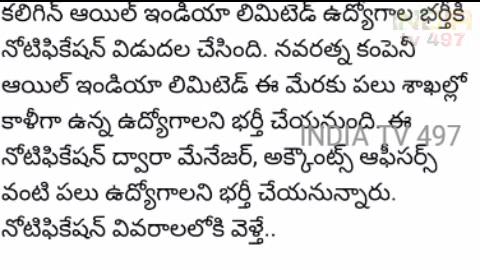 కలిగిన ఆయిల్ ఇండియా లిమిటెడ్ ఉద్యోగాల భర్తీకి
నోటిఫికేషన్ విడుదల చేసింది. నవరత్న కంపెనీ
ఆయిల్ ఇండియా లిమిటెడ్ ఈ మేరకు పలు శాఖల్లో
కాళీగా ఉన్న ఉద్యోగాలని భర్తీ చేయనుంది. ఈ
INDIA TV 497
నోటిఫికేషన్ ద్వారా మేనేజర్, అక్కౌంట్స్ ఆఫీసర్స్
వంటి పలు ఉద్యోగాలని భర్తీ చేయనున్నారు.
నోటిఫికేషన్ వివరాలలోకి వెళ్తే..